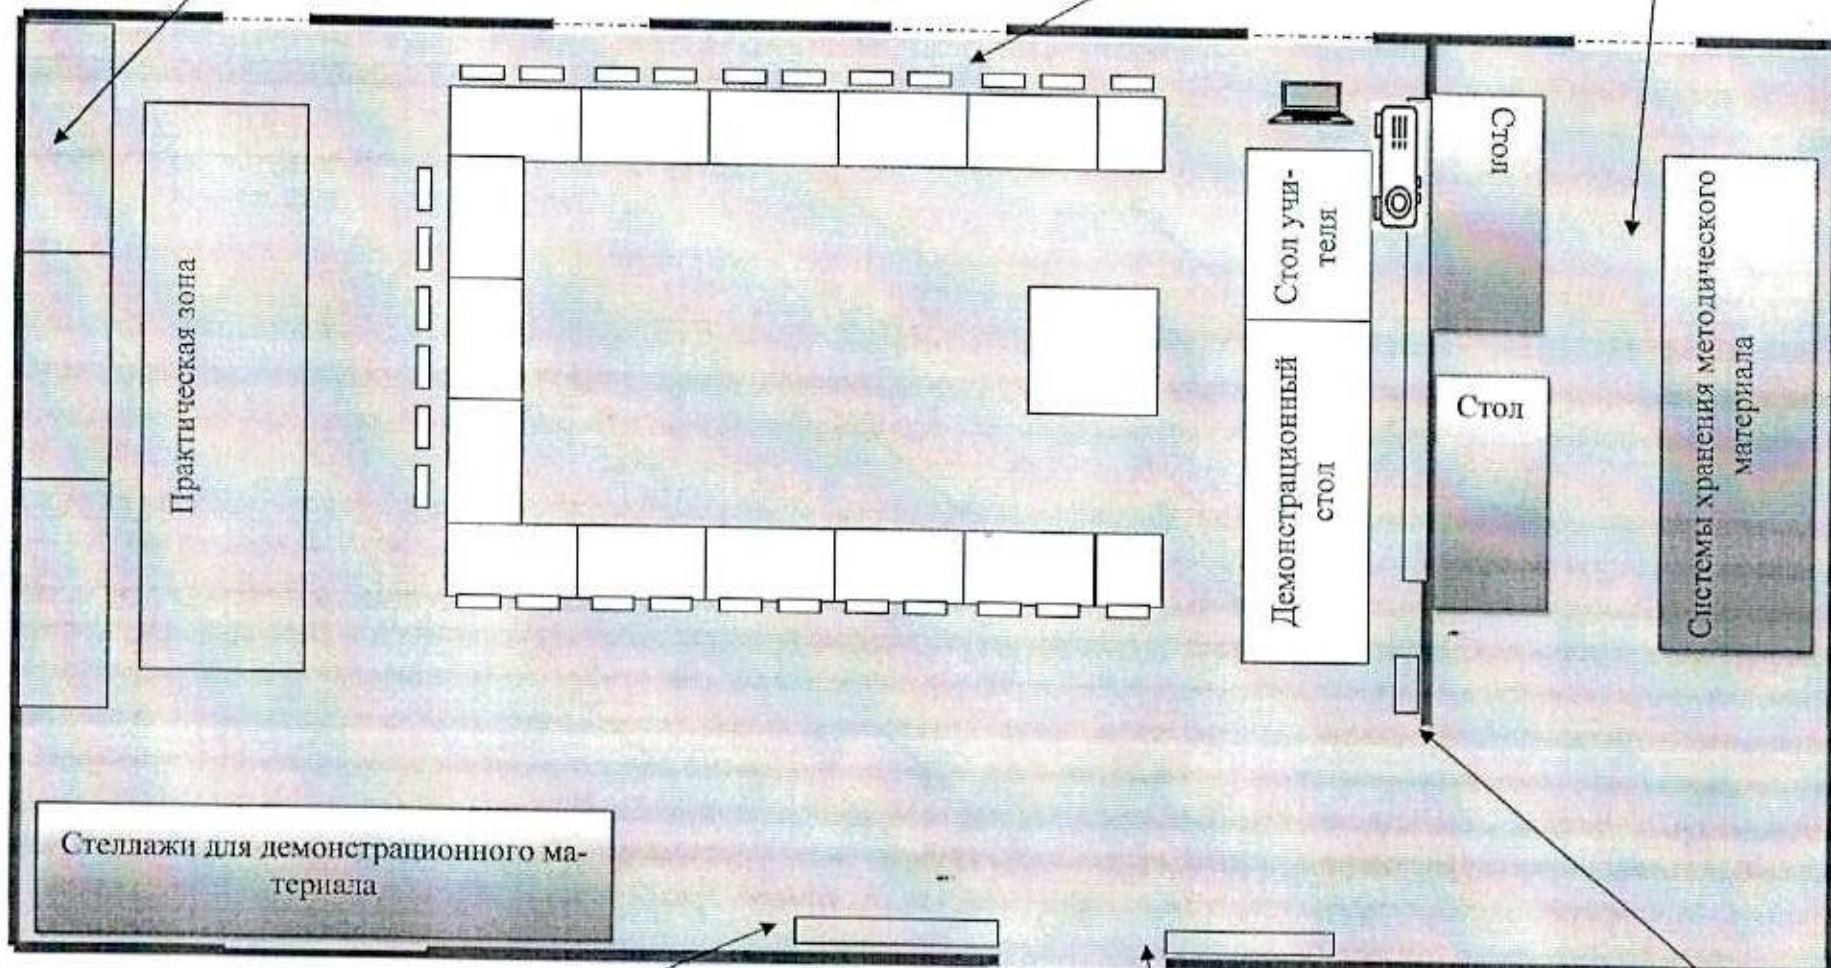 Практическая зона
Стол учи-
теля
Демонстрационный
стол
Стол
Стол
Системы хранения методического
материала
Стеллажи для демонстрационного ма-
териала